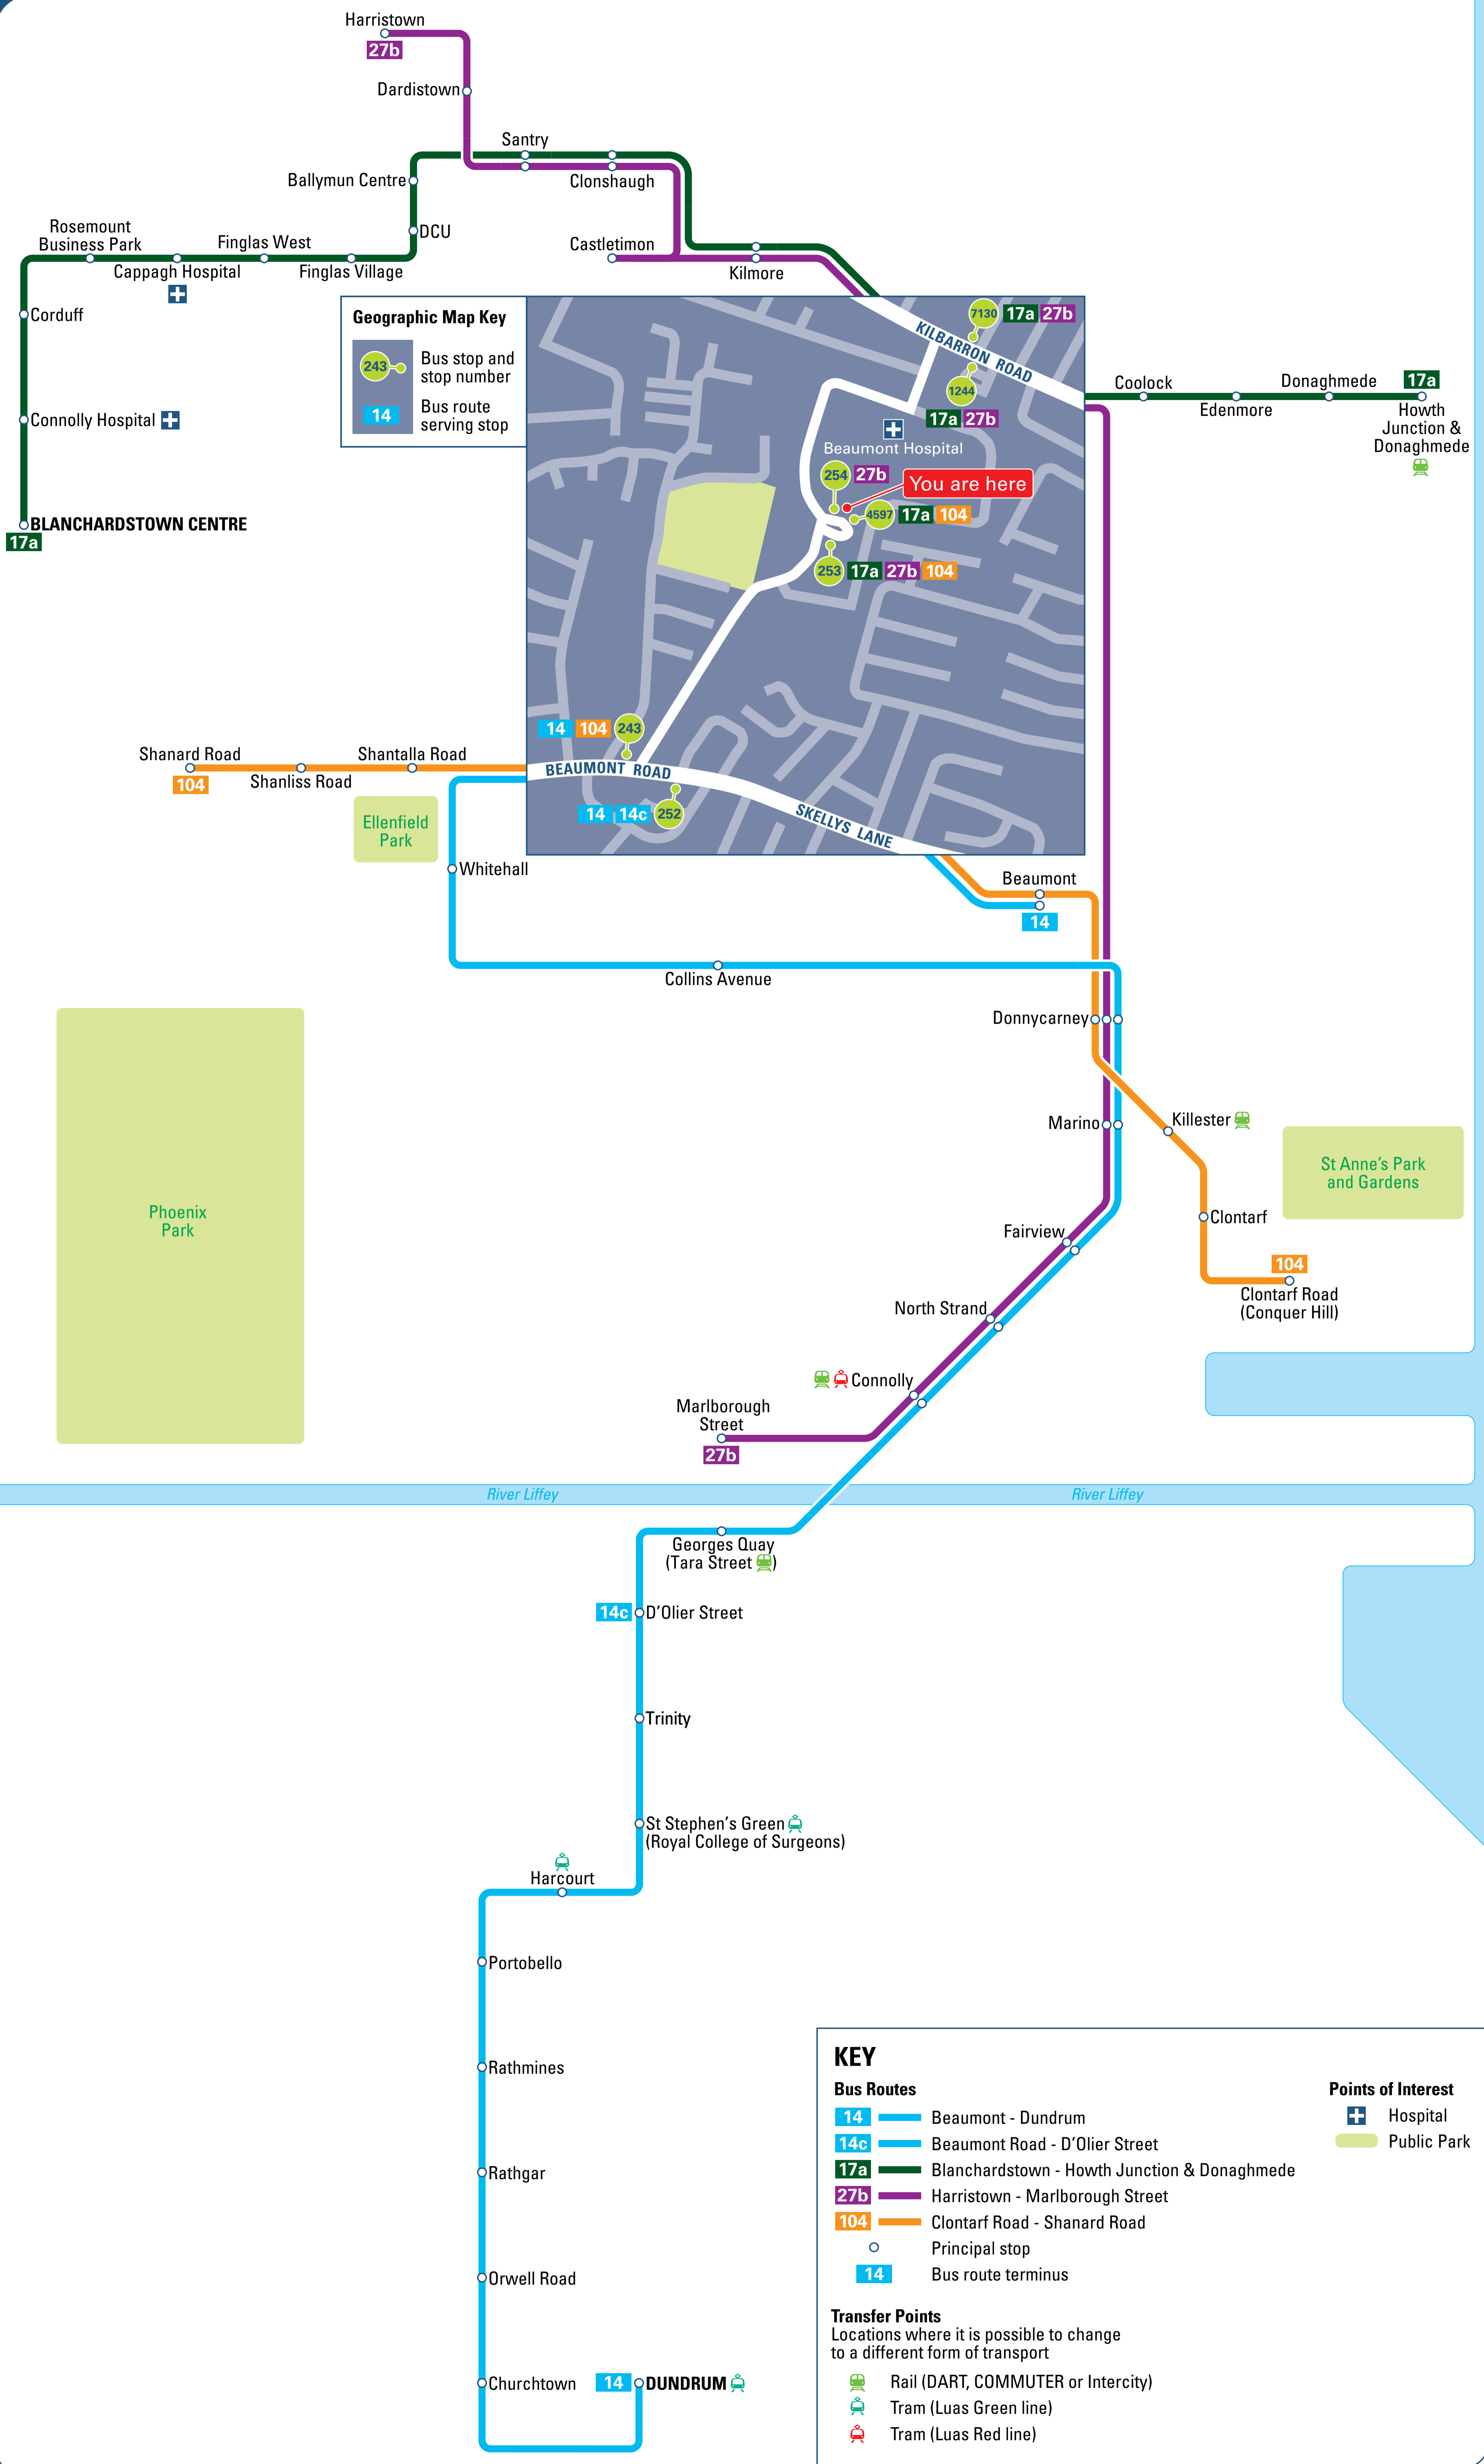 Harristown
27b
Dardistown
Santry
Clonshaugh
Ballymun Centre
DCU
Castletimon
Kilmore
Rosemount
Business Park
Cappagh Hospital
Finglas West
Finglas Village
Corduff
Connolly Hospital
BLANCHARDSTOWN CENTRE
17a
Geographic Map Key
243
Bus stop and
stop number
14
Bus route
serving stop
7130
17a
27b
KILBARRON ROAD
1244
17a
27b
Beaumont Hospital
254
27b
You are here
4597
17a
104
253
17a
27b
104
14
104
243
BEAUMONT ROAD
14
14c
252
SKELLYS LANE
Coolock
Edenmore
Donaghmede
17a
Howth
Junction &
Donaghmede
Shanard Road
104
Shanliss Road
Shantalla Road
Ellenfield
Park
Whitehall
Beaumont
14
Collins Avenue
Donnycarney
Marino
Killester
St Anne's Park
and Gardens
Clontarf
104
Clontarf Road
(Conquer Hill)
Phoenix
Park
Fairview
North Strand
Connolly
Marlborough
Street
27b
River Liffey
River Liffey
Georges Quay
(Tara Street )
14c
D'Olier Street
Trinity
St Stephen's Green
(Royal College of Surgeons)
Harcourt
Portobello
Rathmines
Rathgar
Orwell Road
Churchtown
14
DUNDRUM
KEY
Bus Routes
14
Beaumont - Dundrum
14c
Beaumont Road - D'Olier Street
17a
Blanchardstown - Howth Junction & Donaghmede
27b
Harristown - Marlborough Street
104
Clontarf Road - Shanard Road
Principal stop
14
Bus route terminus
Points of Interest
Hospital
Public Park
Transfer Points
Locations where it is possible to change
to a different form of transport
Rail (DART, COMMUTER or Intercity)
Tram (Luas Green line)
Tram (Luas Red line)